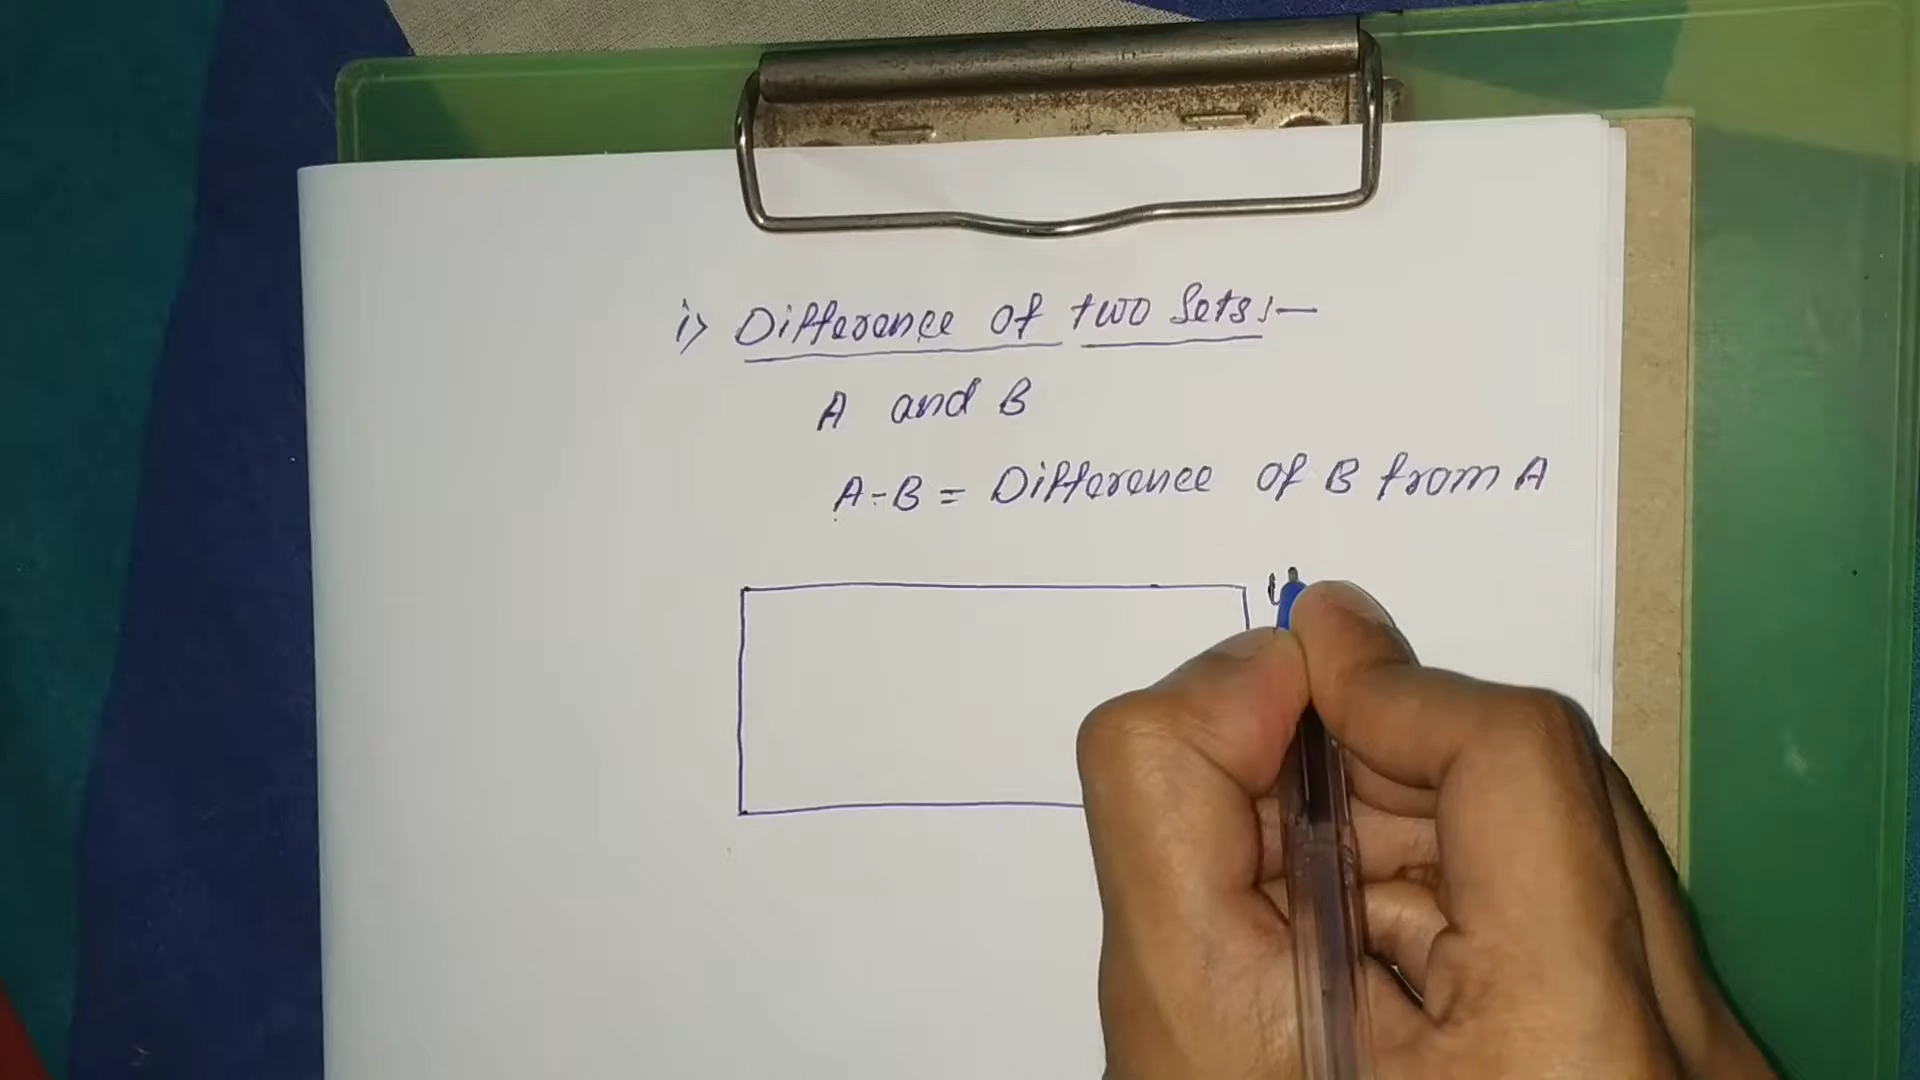 i) Difference of two Sets:-
A and B
A-B = Difference of B from A